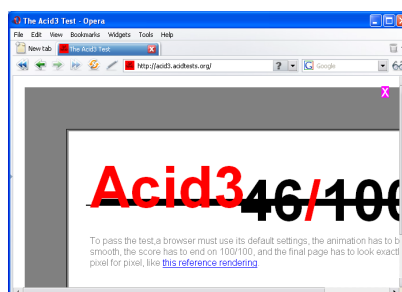 The Acid3 Test - Opera
File Edit View Bookmarks Widgets Tools Help
New tab The Acid3 Test
http://acid3.acidtests.org/ ? G Google
X
Acid3 46/100
To pass the test,a browser must use its default settings, the animation has to b
smooth, the score has to end on 100/100, and the final page has to look exactl
pixel for pixel, like this reference rendering.